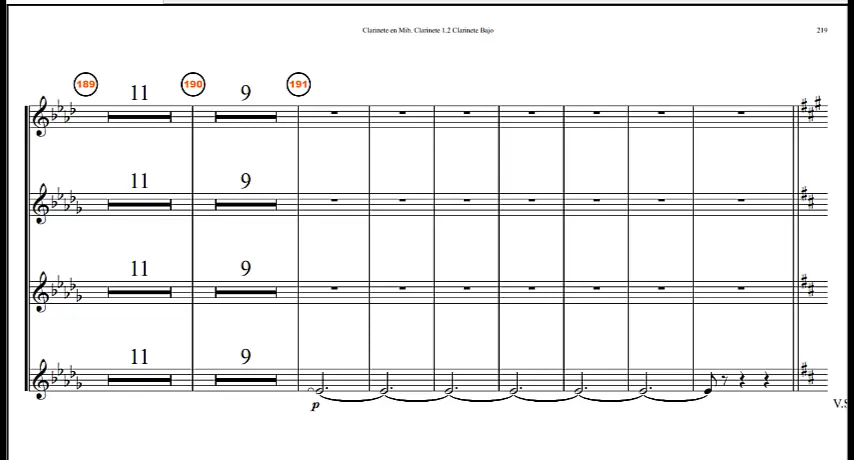 Clarinete en Mib. Clarinete 1.2 Clarinete Bajo 219
189 11 190 9 191
11 9
11 9
11 9
p
V.S